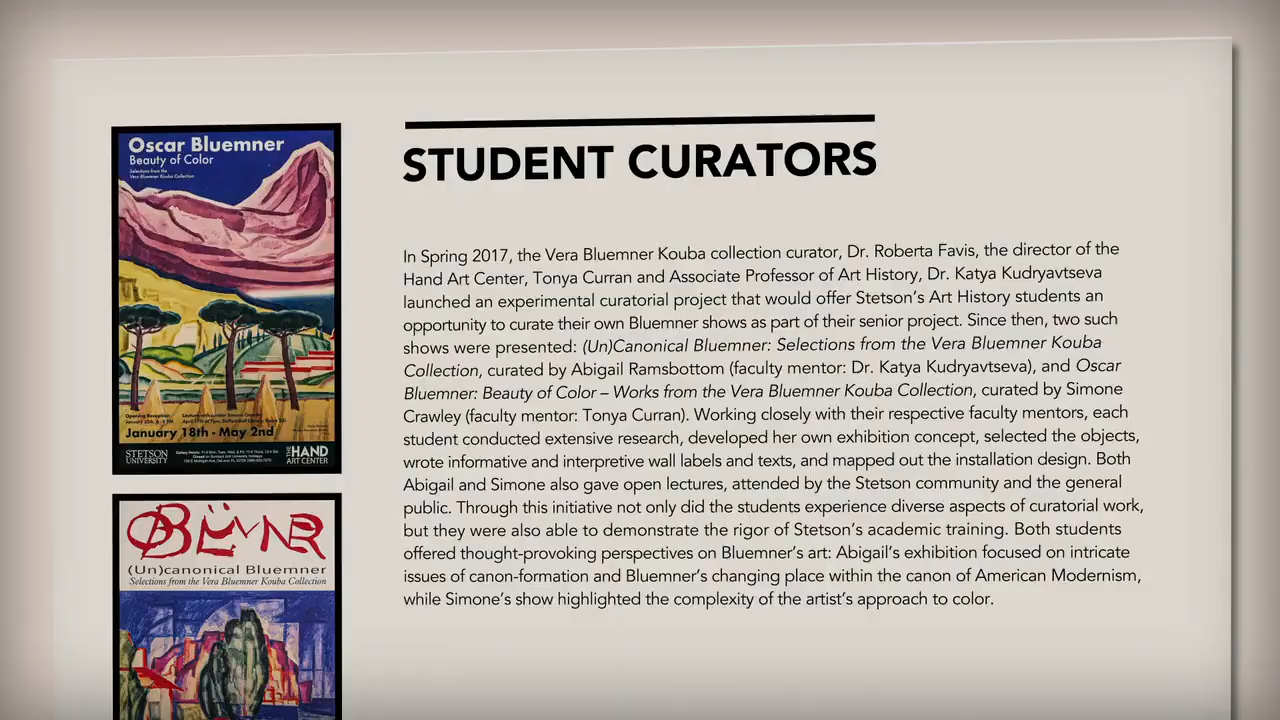 Oscar Bluemner
Beauty of Color
Selections from the
Vera Bluemner Kouba Collection
Opening Reception
January 18th - May 2nd
STETSON
UNIVERSITY
THE HAND
ART CENTER
OBLÜMNER
(Un)canonical Bluemner
Selections from the Vera Bluemner Kouba Collection
STUDENT CURATORS
In Spring 2017, the Vera Bluemner Kouba collection curator, Dr. Roberta Favis, the director of the
Hand Art Center, Tonya Curran and Associate Professor of Art History, Dr. Katya Kudryavtseva
launched an experimental curatorial project that would offer Stetson's Art History students an
opportunity to curate their own Bluemner shows as part of their senior project. Since then, two such
shows were presented: (Un)Canonical Bluemner: Selections from the Vera Bluemner Kouba
Collection, curated by Abigail Ramsbottom (faculty mentor: Dr. Katya Kudryavtseva), and Oscar
Bluemner: Beauty of Color – Works from the Vera Bluemner Kouba Collection, curated by Simone
Crawley (faculty mentor: Tonya Curran). Working closely with their respective faculty mentors, each
student conducted extensive research, developed her own exhibition concept, selected the objects,
wrote informative and interpretive wall labels and texts, and mapped out the installation design. Both
Abigail and Simone also gave open lectures, attended by the Stetson community and the general
public. Through this initiative not only did the students experience diverse aspects of curatorial work,
but they were also able to demonstrate the rigor of Stetson's academic training. Both students
offered thought-provoking perspectives on Bluemner's art: Abigail's exhibition focused on intricate
issues of canon-formation and Bluemner's changing place within the canon of American Modernism,
while Simone's show highlighted the complexity of the artist's approach to color.